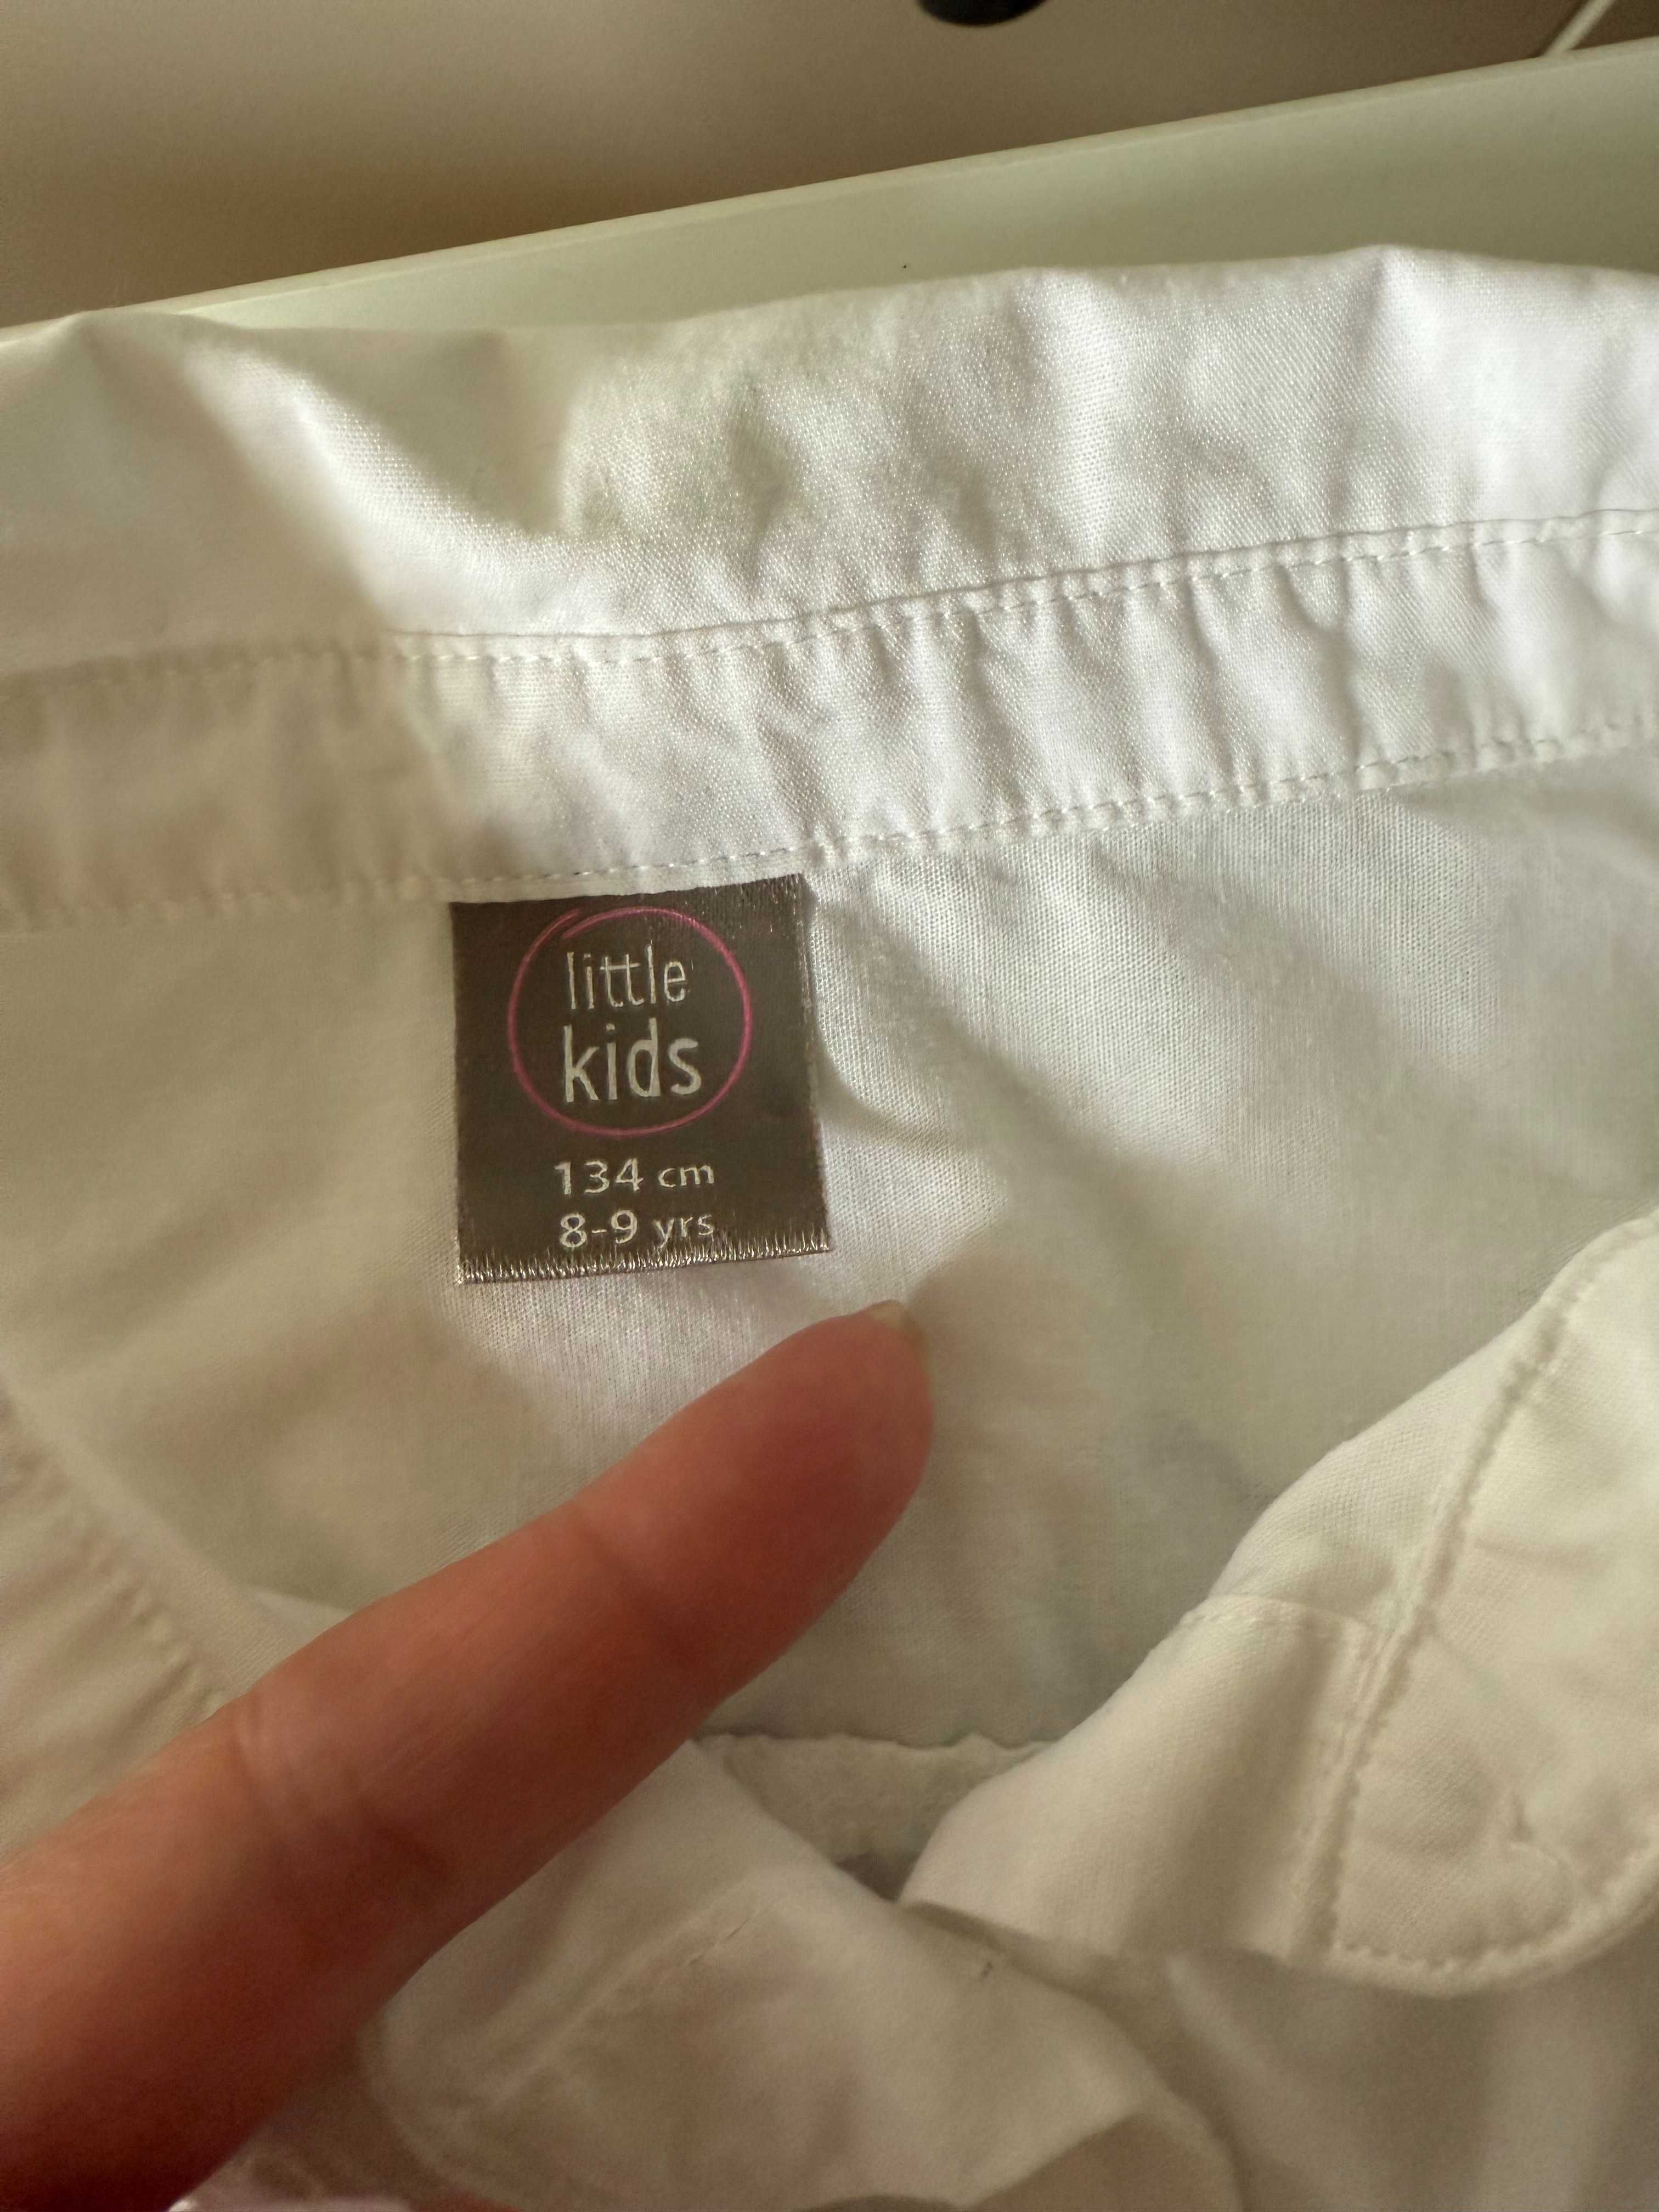 little
kids
134 cm
8-9 yrs